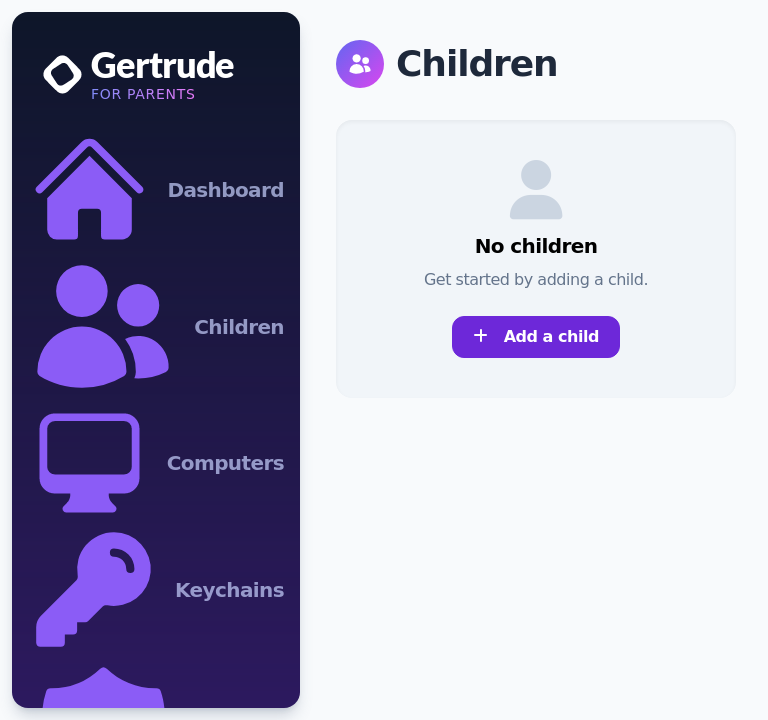 Gertrude
FOR PARENTS
Dashboard
Children
Computers
Keychains
Children
No children
Get started by adding a child.
Add a child